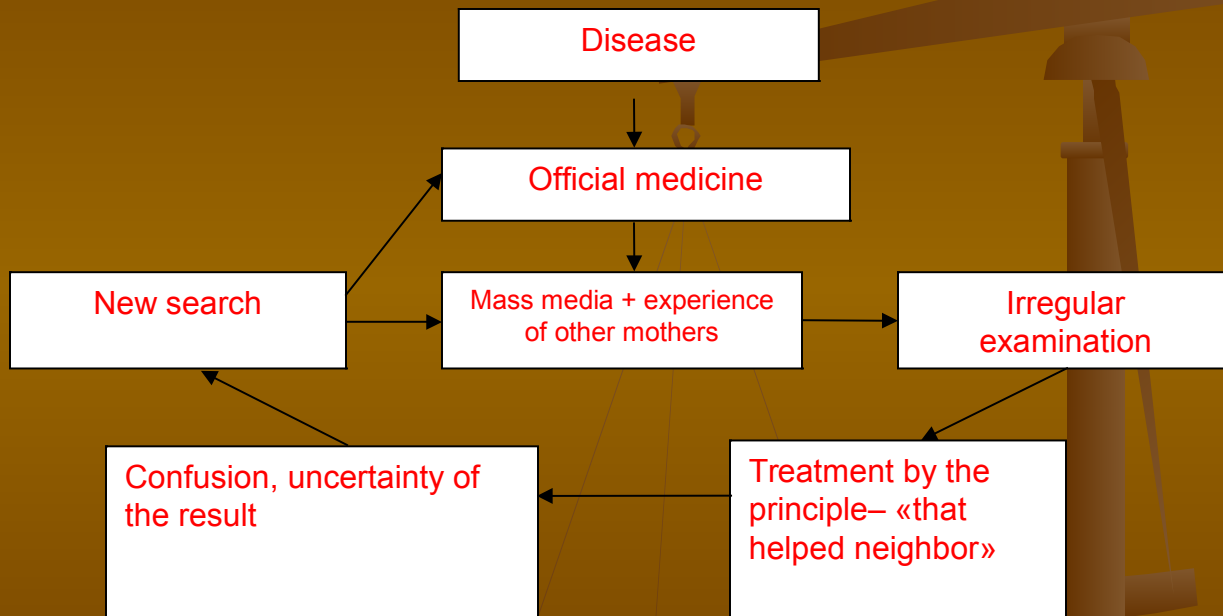 Disease
Official medicine
New search
Mass media + experience
of other mothers
Irregular
examination
Confusion, uncertainty of
the result
Treatment by the
principle– «that
helped neighbor»